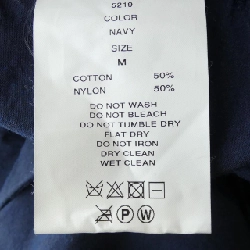 5210
COLOR
NAVY
SIZE
M
COTTON 50%
NYLON 50%
DO NOT WASH
DO NOT BLEACH
DO NOT TUMBLE DRY
FLAT DRY
DO NOT IRON
DRY CLEAN
WET CLEAN
P W